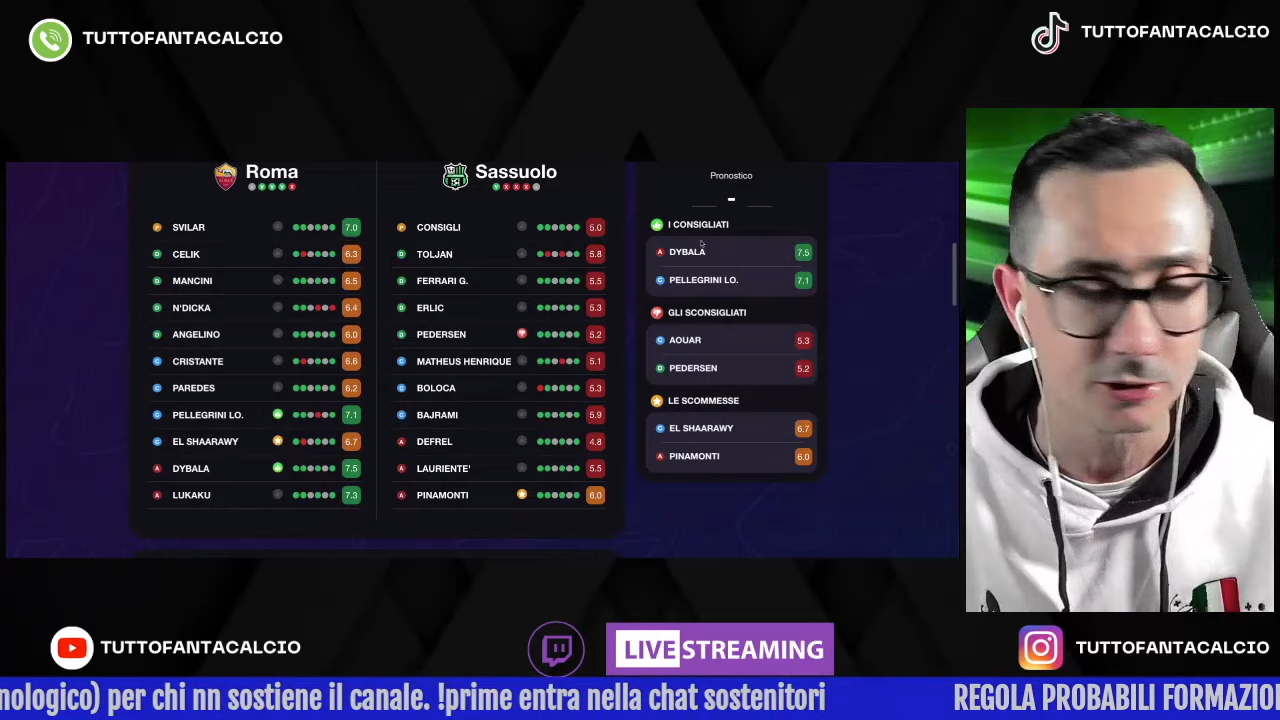 TUTTOFANTACALCIO
TUTTOFANTACALCIO
Roma
Sassuolo
P SVILAR 7.0
D CELIK 6.3
D MANCINI 6.5
D N'DICKA 6.4
D ANGELINO 6.0
C CRISTANTE 6.6
C PAREDES 6.2
C PELLEGRINI LO. 7.1
C EL SHAARAWY 6.7
A DYBALA 7.5
A LUKAKU 7.3
P CONSIGLI 5.0
D TOLJAN 5.8
D FERRARI G. 5.5
D ERLIC 5.3
D PEDERSEN 5.2
C MATHEUS HENRIQUE 5.1
C BOLOCA 5.3
C BAJRAMI 5.9
A DEFREL 4.8
A LAURIENTE' 5.5
A PINAMONTI 6.0
Pronostico
-
I CONSIGLIATI
A DYBALA 7.5
C PELLEGRINI LO. 7.1
GLI SCONSIGLIATI
C AOUAR 5.3
D PEDERSEN 5.2
LE SCOMMESSE
C EL SHAARAWY 6.7
A PINAMONTI 6.0
TUTTOFANTACALCIO
LIVE STREAMING
TUTTOFANTACALCIO
nologico) per chi nn sostiene il canale. !prime entra nella chat sostenitori REGOLA PROBABILI FORMAZION